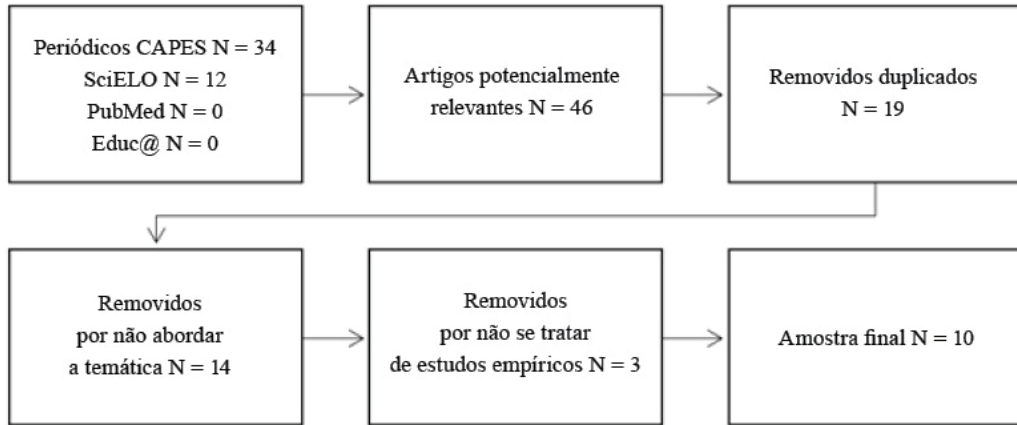 Periódicos CAPES N = 34
SciELO N = 12
PubMed N = 0
Educ@ N = 0
Artigos potencialmente
relevantes N = 46
Removidos duplicados
N = 19
Removidos
por não abordar
a temática N = 14
Removidos
por não se tratar
de estudos empíricos N = 3
Amostra final N = 10